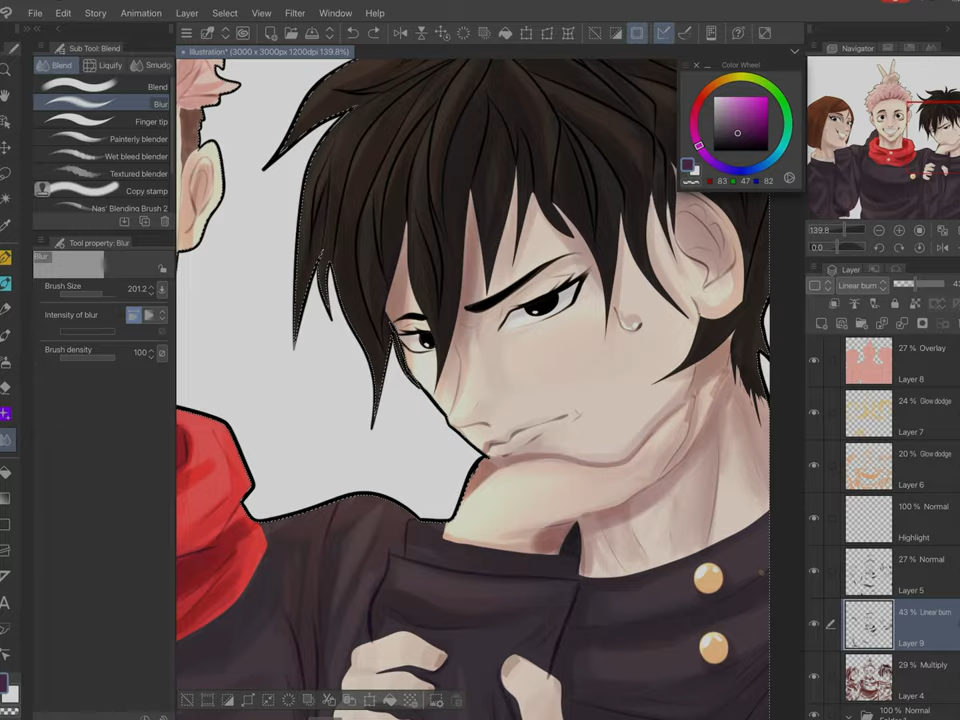 File Edit Story Animation Layer Select View Filter Window Help
Sub Tool: Blend
Blend Liquify Smudg
Blend
Blur
Finger tip
Painterly blender
Wet bleed blender
Textured blender
Copy stamp
Nas' Blending Brush 2
Tool property: Blur
Blur
Brush Size 201.2
Intensity of blur
Brush density 100
Illustration* (3000 x 3000px 1200dpi 139.8%)
Color Wheel
83 47 82
Navigator
139.8
0.0
Layer
Linear burn
27 % Overlay
Layer 8
24 % Glow dodge
Layer 7
20 % Glow dodge
Layer 6
100 % Normal
Highlight
27 % Normal
Layer 5
43 % Linear burn
Layer 9
29 % Multiply
Layer 4
100 % Normal